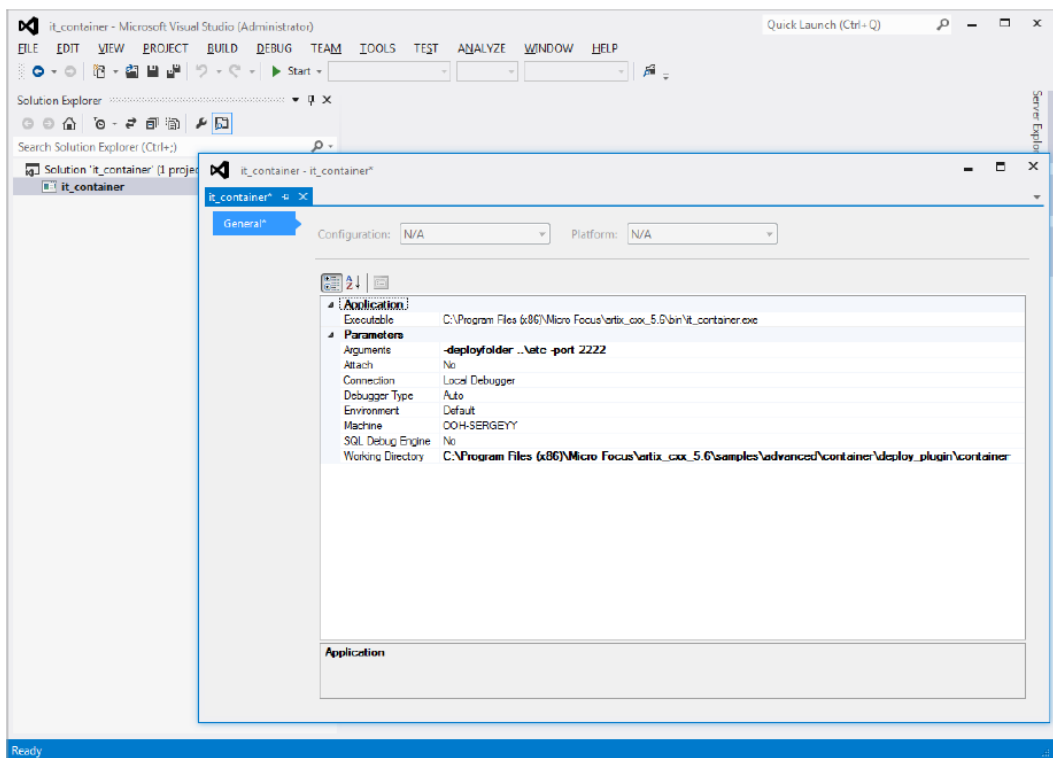 it_container - Microsoft Visual Studio (Administrator)
Quick Launch (Ctrl+Q)
FILE EDIT VIEW PROJECT BUILD DEBUG TEAM TOOLS TEST ANALYZE WINDOW HELP
Start
Solution Explorer
Search Solution Explorer (Ctrl+;)
Solution 'it_container' (1 projec
it_container
Server Explo
it_container - it_container*
it_container*
General*
Configuration: N/A Platform: N/A
Application
Executable C:\Program Files (x86)\Micro Focus\artix_cxx_5.6\bin\it_container.exe
Parameters
Arguments -deployfolder ..\etc -port 2222
Attach No
Connection Local Debugger
Debugger Type Auto
Environment Default
Machine OOH-SERGEYY
SQL Debug Engine No
Working Directory C:\Program Files (x86)\Micro Focus\artix_cxx_5.6\samples\advanced\container\deploy_plugin\container
Application
Ready